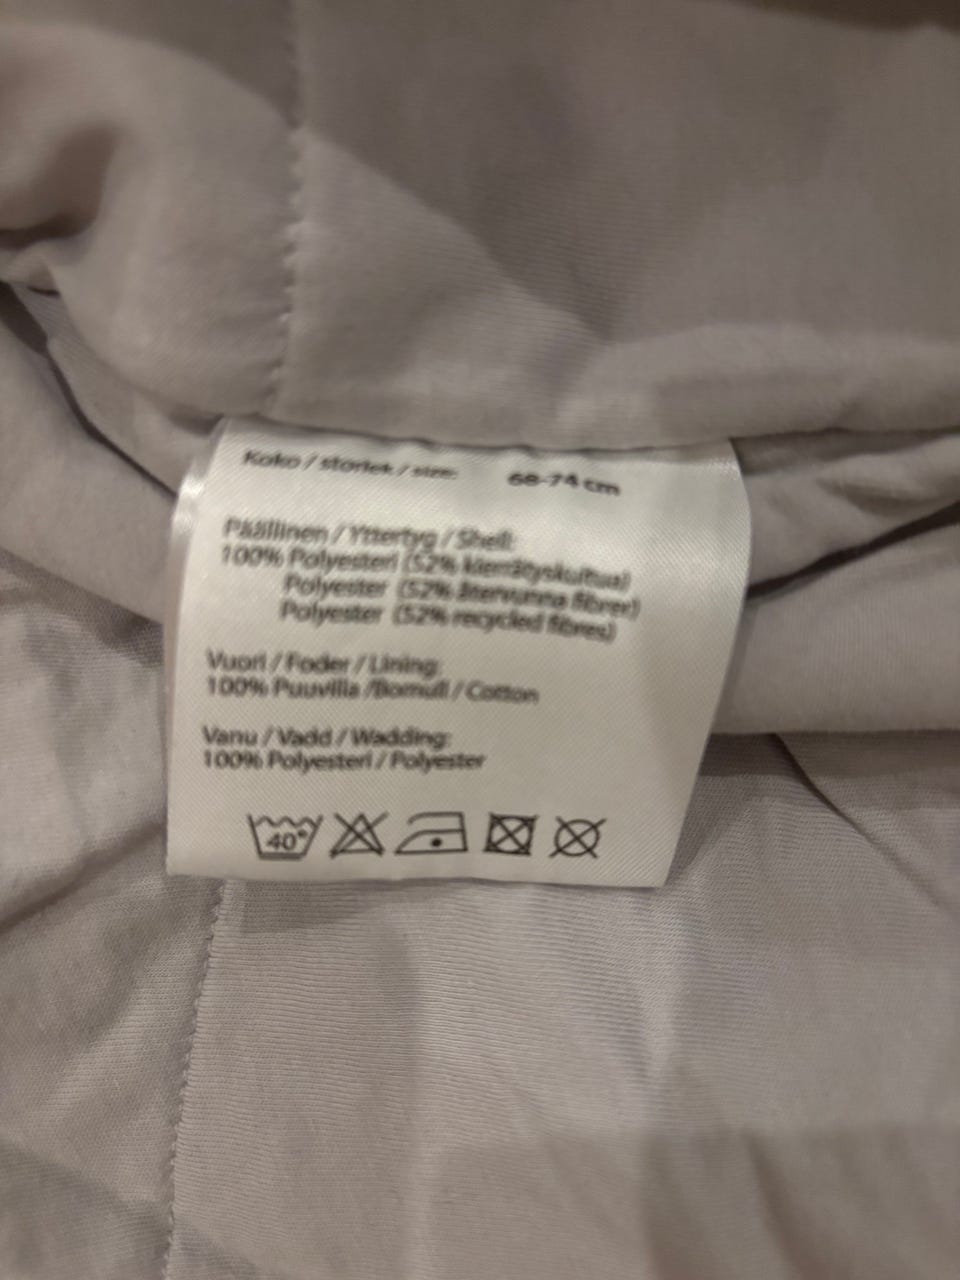 Koko / storlek / size: 68-74 cm
Päällinen / Yttertyg / Shell:
100% Polyesteri (52% kierrätyskuitua)
Polyester (52% återvunna fibrer)
Polyester (52% recycled fibres)
Vuori / Foder / Lining:
100% Puuvilla /Bomull / Cotton
Vanu / Vadd / Wadding:
100% Polyesteri / Polyester
40°